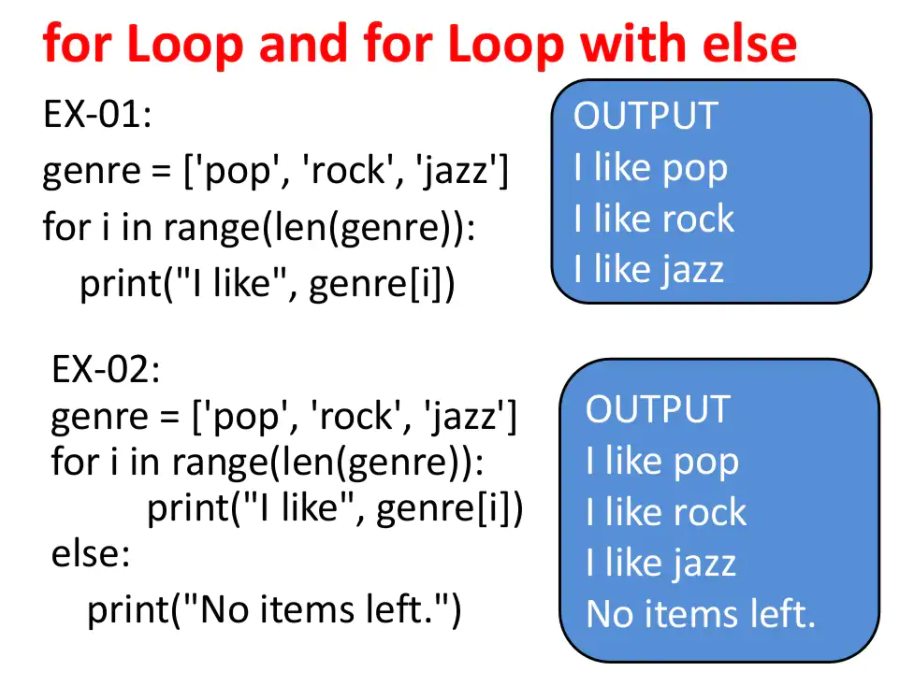 for Loop and for Loop with else
EX-01:
genre = ['pop', 'rock', 'jazz']
for i in range(len(genre)):
print("I like", genre[i])
OUTPUT
I like pop
I like rock
I like jazz
EX-02:
genre = ['pop', 'rock', 'jazz']
for i in range(len(genre)):
print("I like", genre[i])
else:
print("No items left.")
OUTPUT
I like pop
I like rock
I like jazz
No items left.